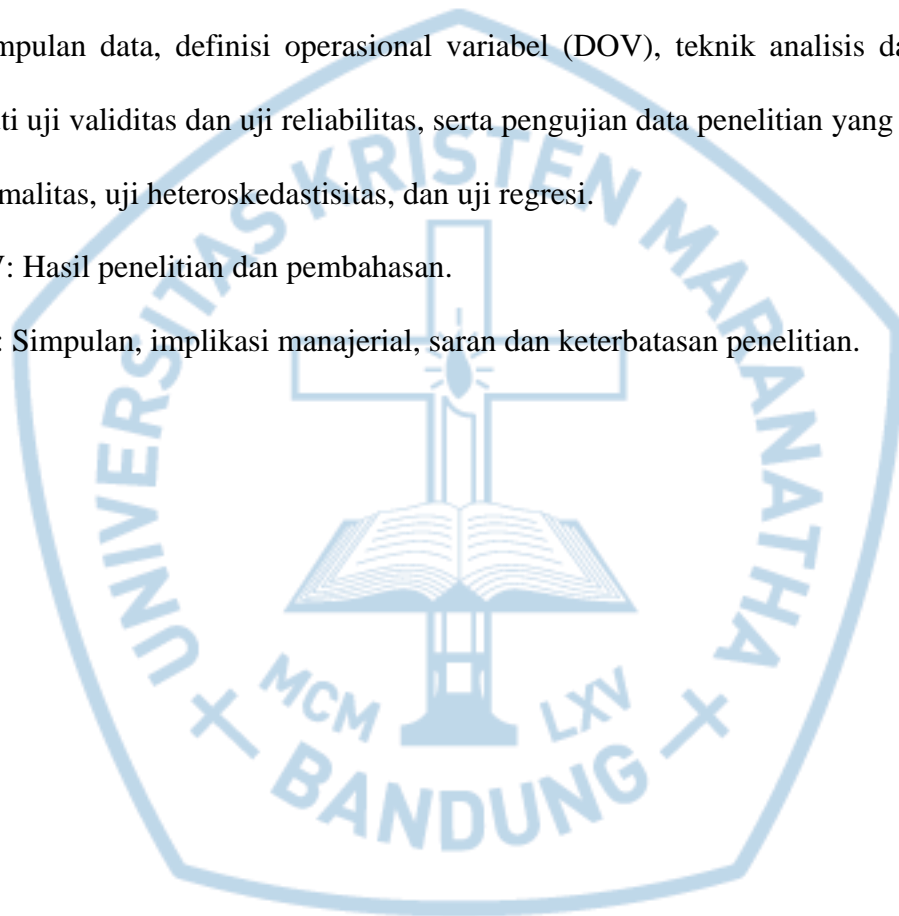 mpulan data, definisi operasional variabel (DOV), teknik analisis da
ti uji validitas dan uji reliabilitas, serta pengujian data penelitian yang
malitas, uji heteroskedastisitas, dan uji regresi.
: Hasil penelitian dan pembahasan.
: Simpulan, implikasi manajerial, saran dan keterbatasan penelitian.
UNIVERSITAS KRISTEN MARANATHA
MCM LXV
BANDUNG